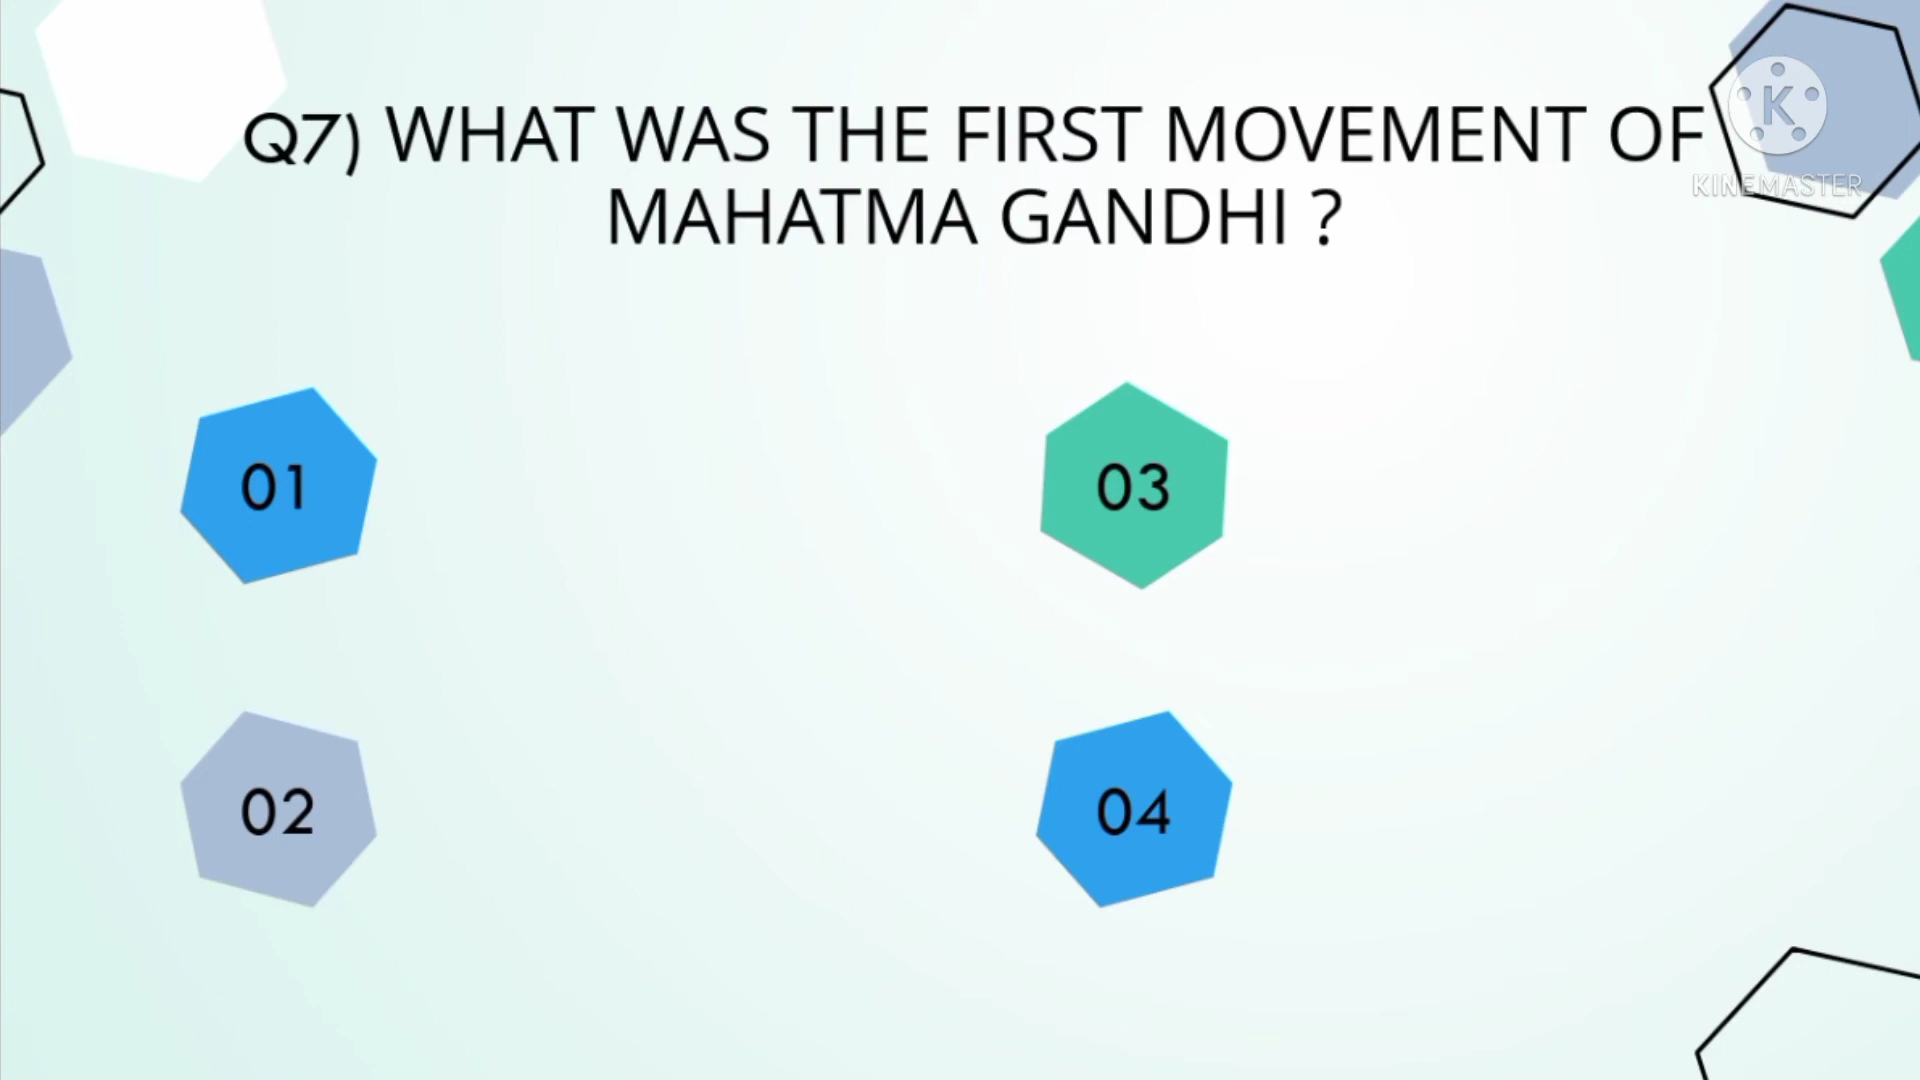 Q7) WHAT WAS THE FIRST MOVEMENT OF
MAHATMA GANDHI ?
K
KINEMASTER
01
03
02
04